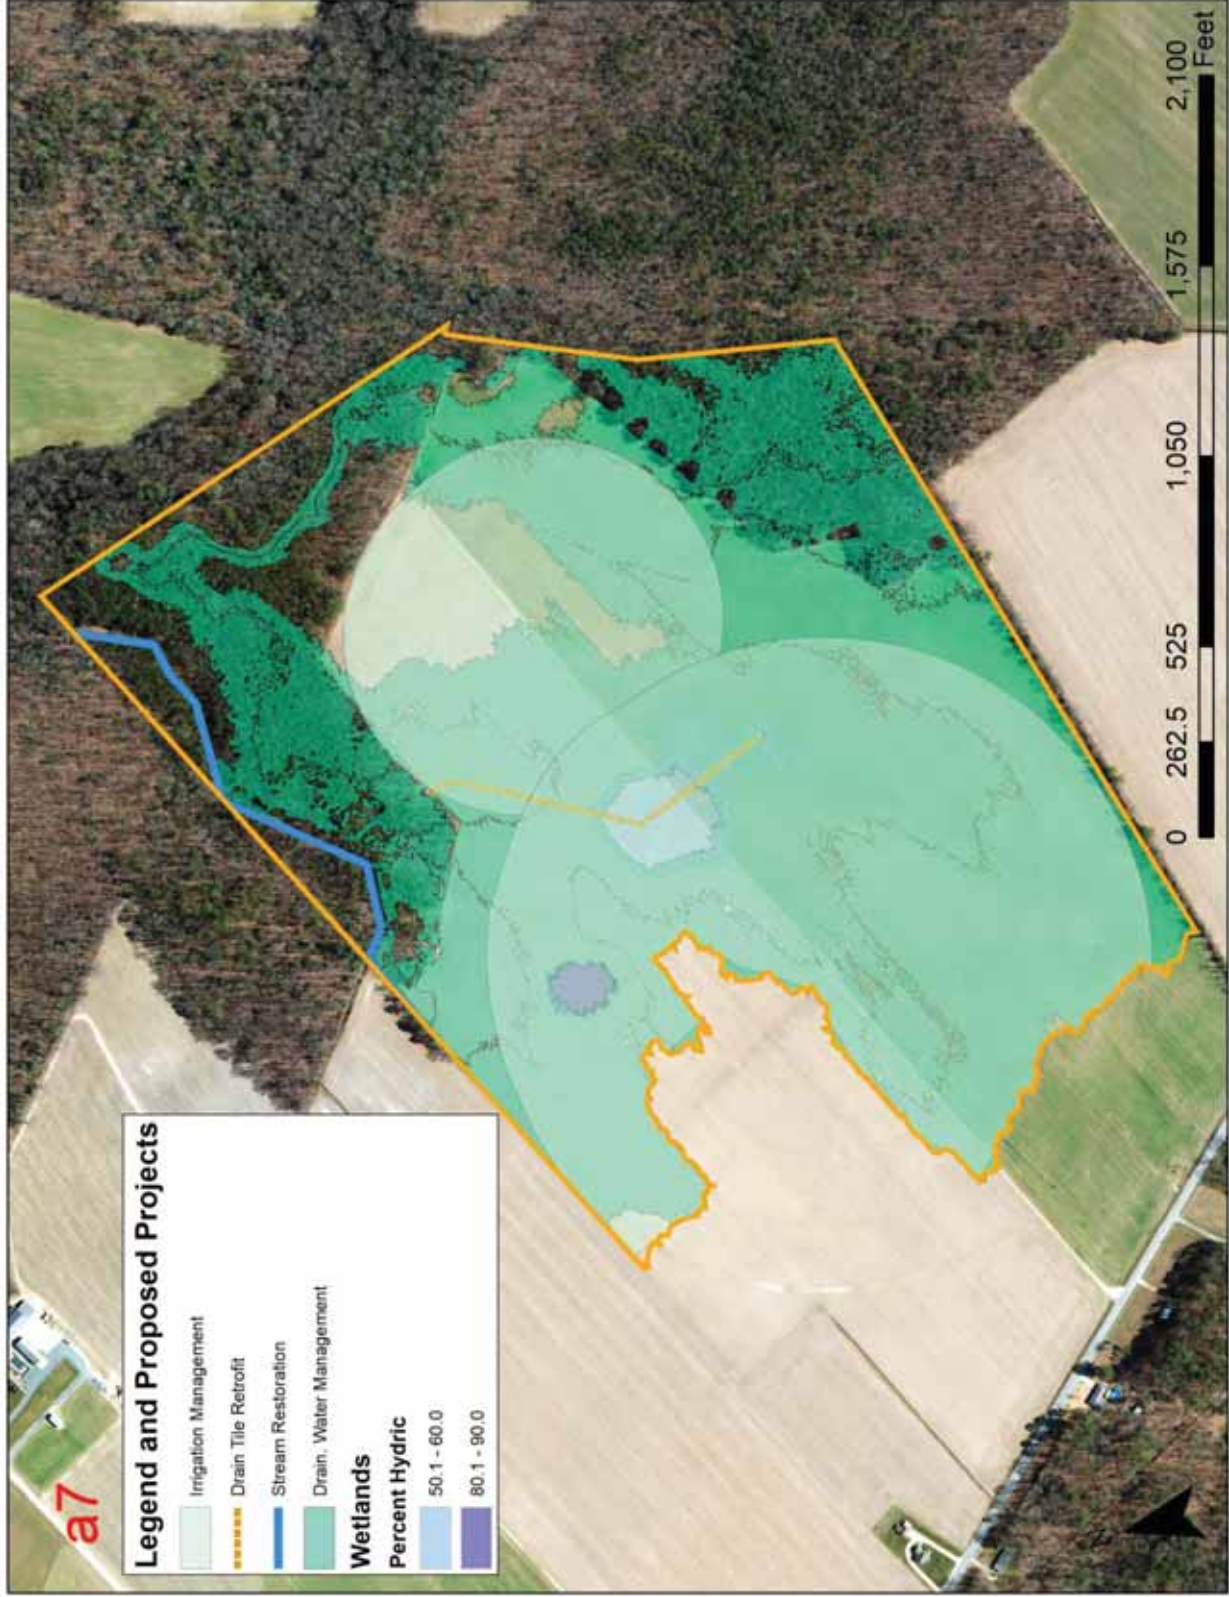 a7
Legend and Proposed Projects
Irrigation Management
Drain Tile Retrofit
Stream Restoration
Drain. Water Management
Wetlands
Percent Hydric
50.1 - 60.0
80.1 - 90.0
N
0 262.5 525 1,050 1,575 2,100
Feet